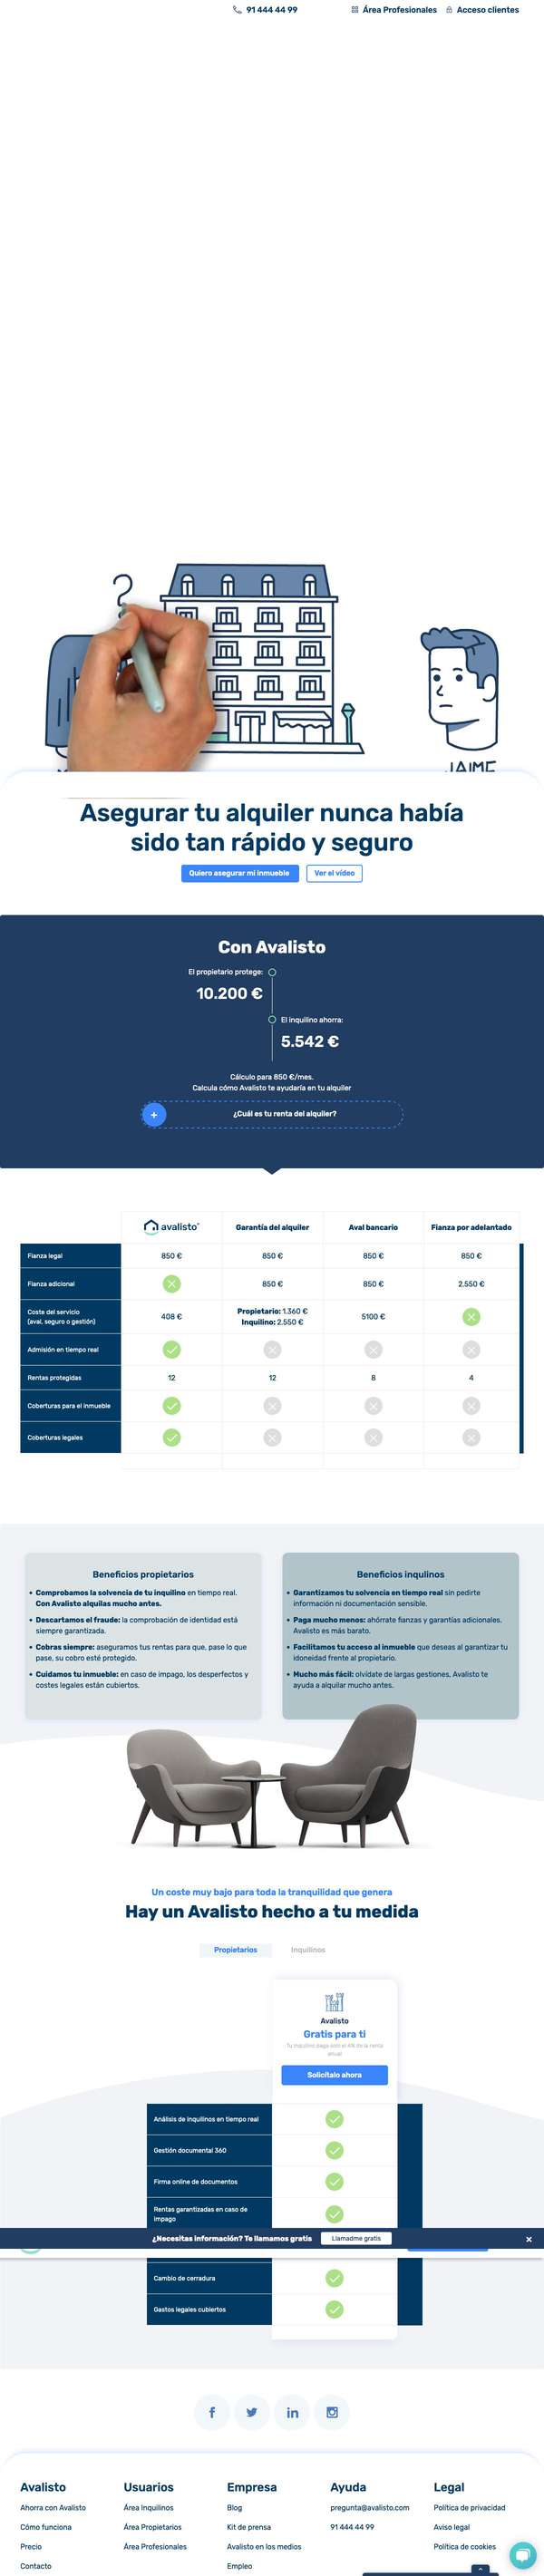 91 444 44 99
Área Profesionales
Acceso clientes
JAIME
Asegurar tu alquiler nunca había
sido tan rápido y seguro
Quiero asegurar mi inmueble
Ver el vídeo
Con Avalisto
El propietario protege:
10.200 €
El inquilino ahorra:
5.542 €
Cálculo para 850 €/mes.
Calcula cómo Avalisto te ayudaría en tu alquiler
+
¿Cuál es tu renta del alquiler?
avalisto
Garantía del alquiler
Aval bancario
Fianza por adelantado
Fianza legal
850 €
850 €
850 €
850 €
Fianza adicional
850 €
850 €
2.550 €
Coste del servicio
(aval, seguro o gestión)
408 €
Propietario: 1.360 €
Inquilino: 2.550 €
5100 €
Admisión en tiempo real
Rentas protegidas
12
12
8
4
Coberturas para el inmueble
Coberturas legales
Beneficios propietarios
• Comprobamos la solvencia de tu inquilino en tiempo real.
Con Avalisto alquilas mucho antes.
• Descartamos el fraude: la comprobación de identidad está
siempre garantizada.
• Cobras siempre: aseguramos tus rentas para que, pase lo que
pase, su cobro esté protegido.
• Cuidamos tu inmueble: en caso de impago, los desperfectos y
costes legales están cubiertos.
Beneficios inqulinos
• Garantizamos tu solvencia en tiempo real sin pedirte
información ni documentación sensible.
• Paga mucho menos: ahórrate fianzas y garantías adicionales.
Avalisto es más barato.
• Facilitamos tu acceso al inmueble que deseas al garantizar tu
idoneidad frente al propietario.
• Mucho más fácil: olvídate de largas gestiones, Avalisto te
ayuda a alquilar mucho antes.
Un coste muy bajo para toda la tranquilidad que genera
Hay un Avalisto hecho a tu medida
Propietarios
Inquilinos
Avalisto
Gratis para ti
Tu inquilino paga solo el 4% de la renta
anual
Solicítalo ahora
Análisis de inquilinos en tiempo real
Gestión documental 360
Firma online de documentos
Rentas garantizadas en caso de
impago
¿Necesitas información? Te llamamos gratis
Llamadme gratis
×
Cambio de cerradura
Gastos legales cubiertos
Avalisto
Ahorra con Avalisto
Cómo funciona
Precio
Contacto
Usuarios
Área Inquilinos
Área Propietarios
Área Profesionales
Empresa
Blog
Kit de prensa
Avalisto en los medios
Empleo
Ayuda
pregunta@avalisto.com
91 444 44 99
Legal
Política de privacidad
Aviso legal
Política de cookies